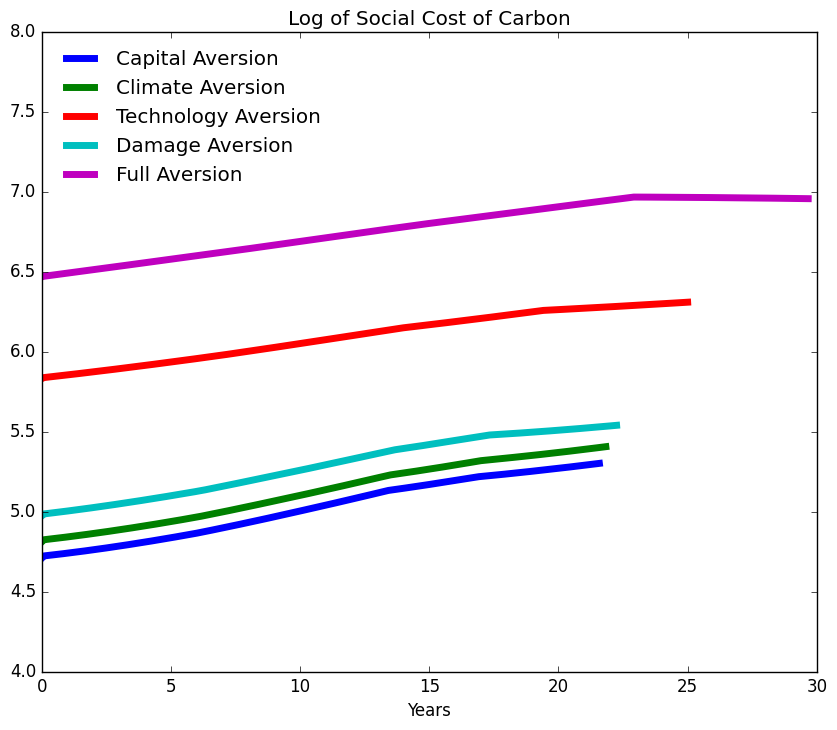 Log of Social Cost of Carbon
8.0
7.5
7.0
6.5
6.0
5.5
5.0
4.5
4.0
Capital Aversion
Climate Aversion
Technology Aversion
Damage Aversion
Full Aversion
0 5 10 15 20 25 30
Years